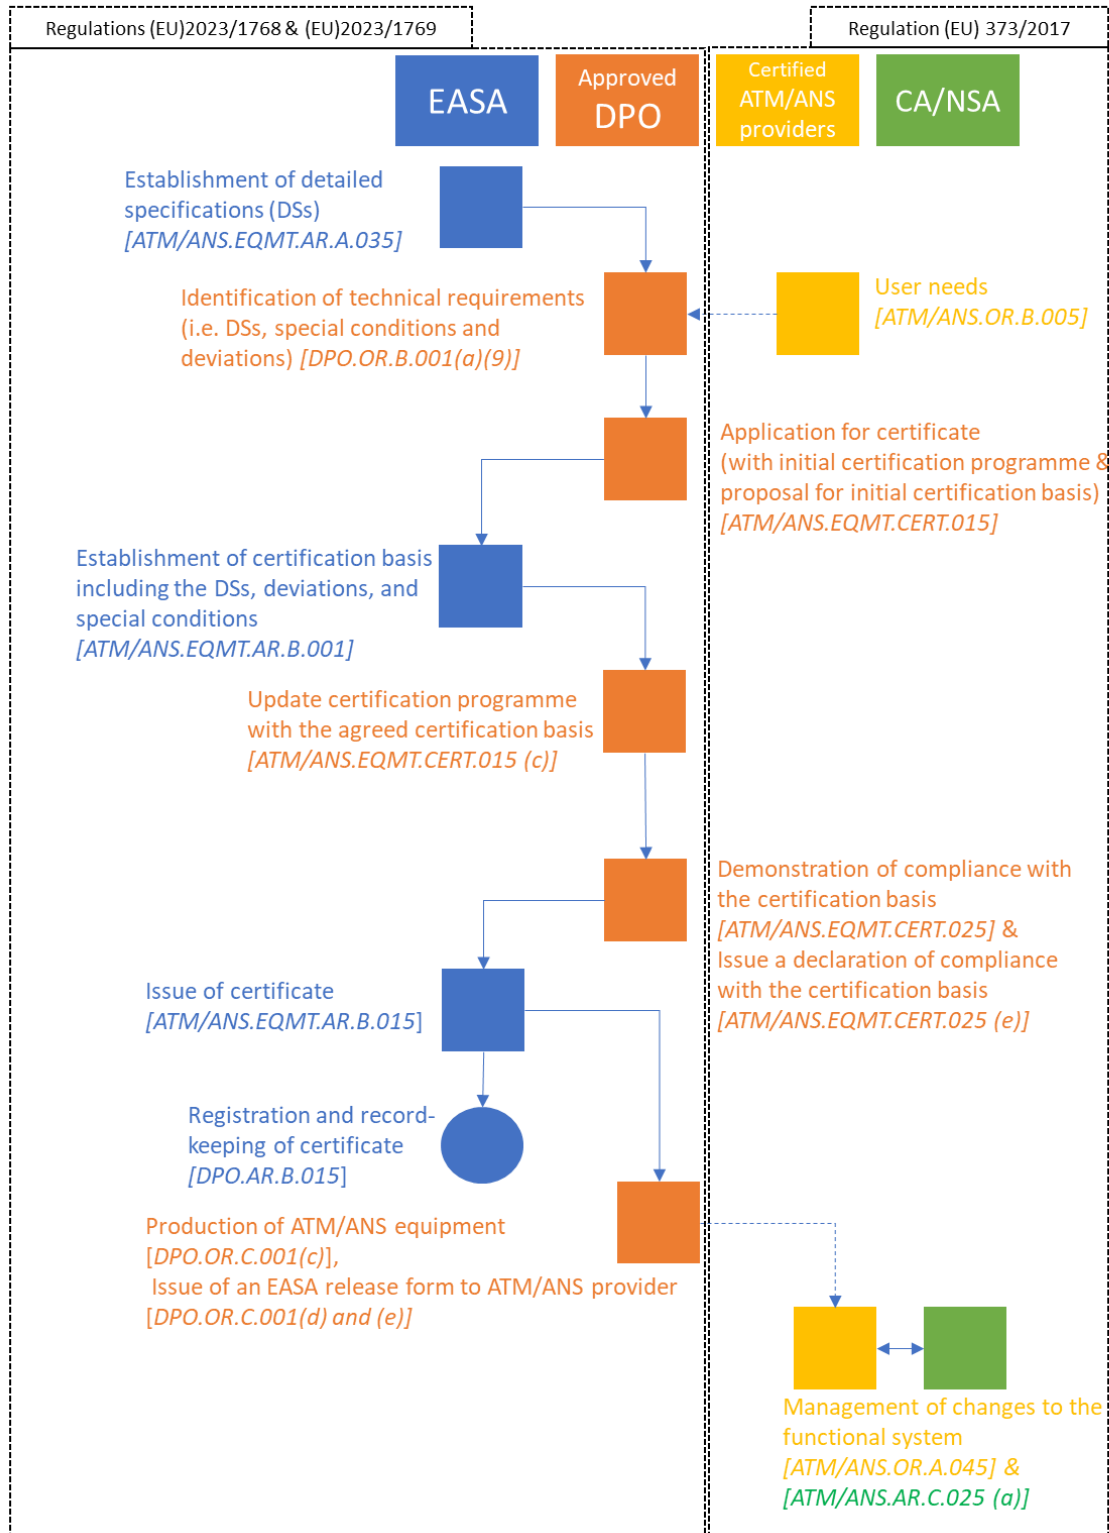 Regulations (EU)2023/1768 & (EU)2023/1769
Regulation (EU) 373/2017
EASA
Approved
DPO
Certified
ATM/ANS
providers
CA/NSA
Establishment of detailed
specifications (DSs)
[ATM/ANS.EQMT.AR.A.035]
Identification of technical requirements
(i.e. DSs, special conditions and
deviations) [DPO.OR.B.001(a)(9)]
User needs
[ATM/ANS.OR.B.005]
Application for certificate
(with initial certification programme &
proposal for initial certification basis)
[ATM/ANS.EQMT.CERT.015]
Establishment of certification basis
including the DSs, deviations, and
special conditions
[ATM/ANS.EQMT.AR.B.001]
Update certification programme
with the agreed certification basis
[ATM/ANS.EQMT.CERT.015 (c)]
Demonstration of compliance with
the certification basis
[ATM/ANS.EQMT.CERT.025] &
Issue a declaration of compliance
with the certification basis
[ATM/ANS.EQMT.CERT.025 (e)]
Issue of certificate
[ATM/ANS.EQMT.AR.B.015]
Registration and record-
keeping of certificate
[DPO.AR.B.015]
Production of ATM/ANS equipment
[DPO.OR.C.001(c)],
Issue of an EASA release form to ATM/ANS provider
[DPO.OR.C.001(d) and (e)]
Management of changes to the
functional system
[ATM/ANS.OR.A.045] &
[ATM/ANS.AR.C.025 (a)]